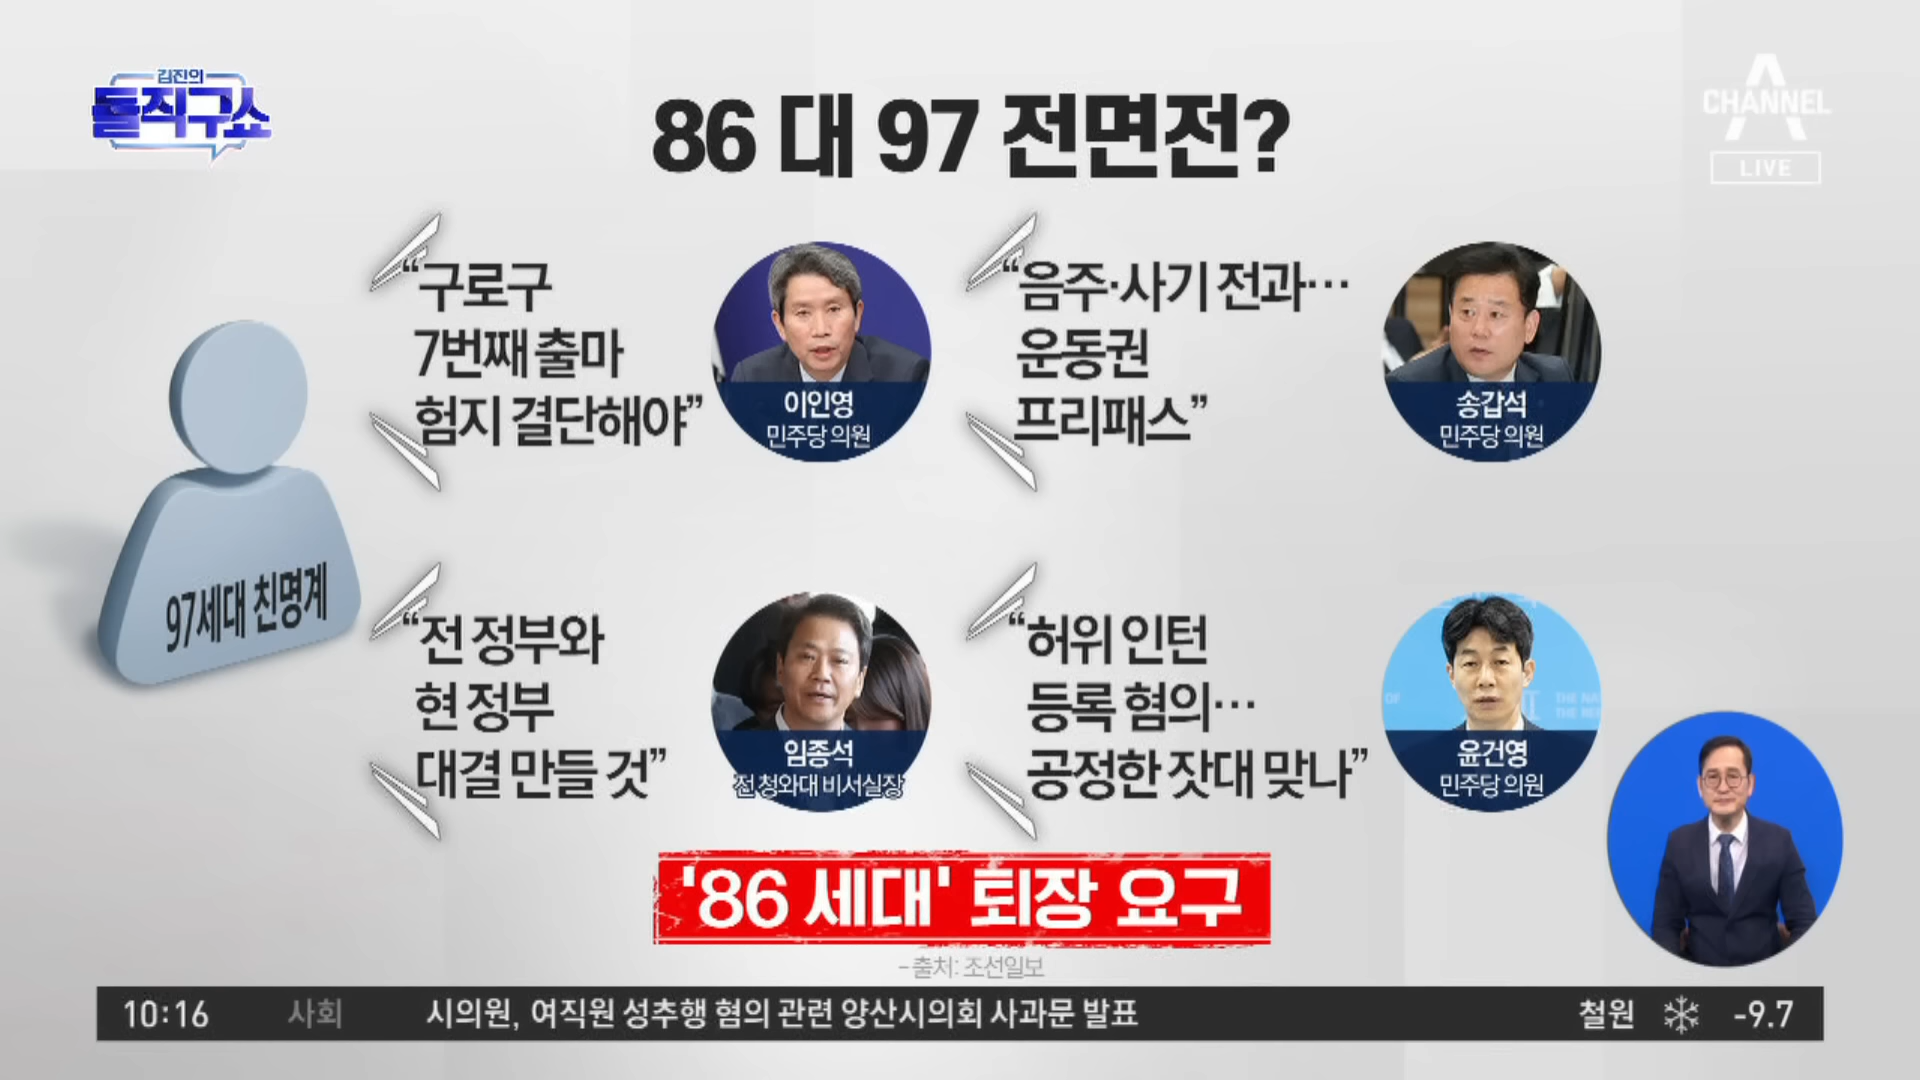 김진의
돌직구쇼
86 대 97 전면전?
CHANNEL A
LIVE
“구로구
7번째 출마
험지 결단해야”
이인영
민주당 의원
“음주·사기 전과…
운동권
프리패스”
송갑석
민주당 의원
97세대 친명계
“전 정부와
현 정부
대결 만들 것”
임종석
전 청와대 비서실장
“허위 인턴
등록 혐의…
공정한 잣대 맞나”
윤건영
민주당 의원
‘86 세대’ 퇴장 요구
-출처: 조선일보
10:16 사회 시의원, 여직원 성추행 혐의 관련 양산시의회 사과문 발표 철원 -9.7